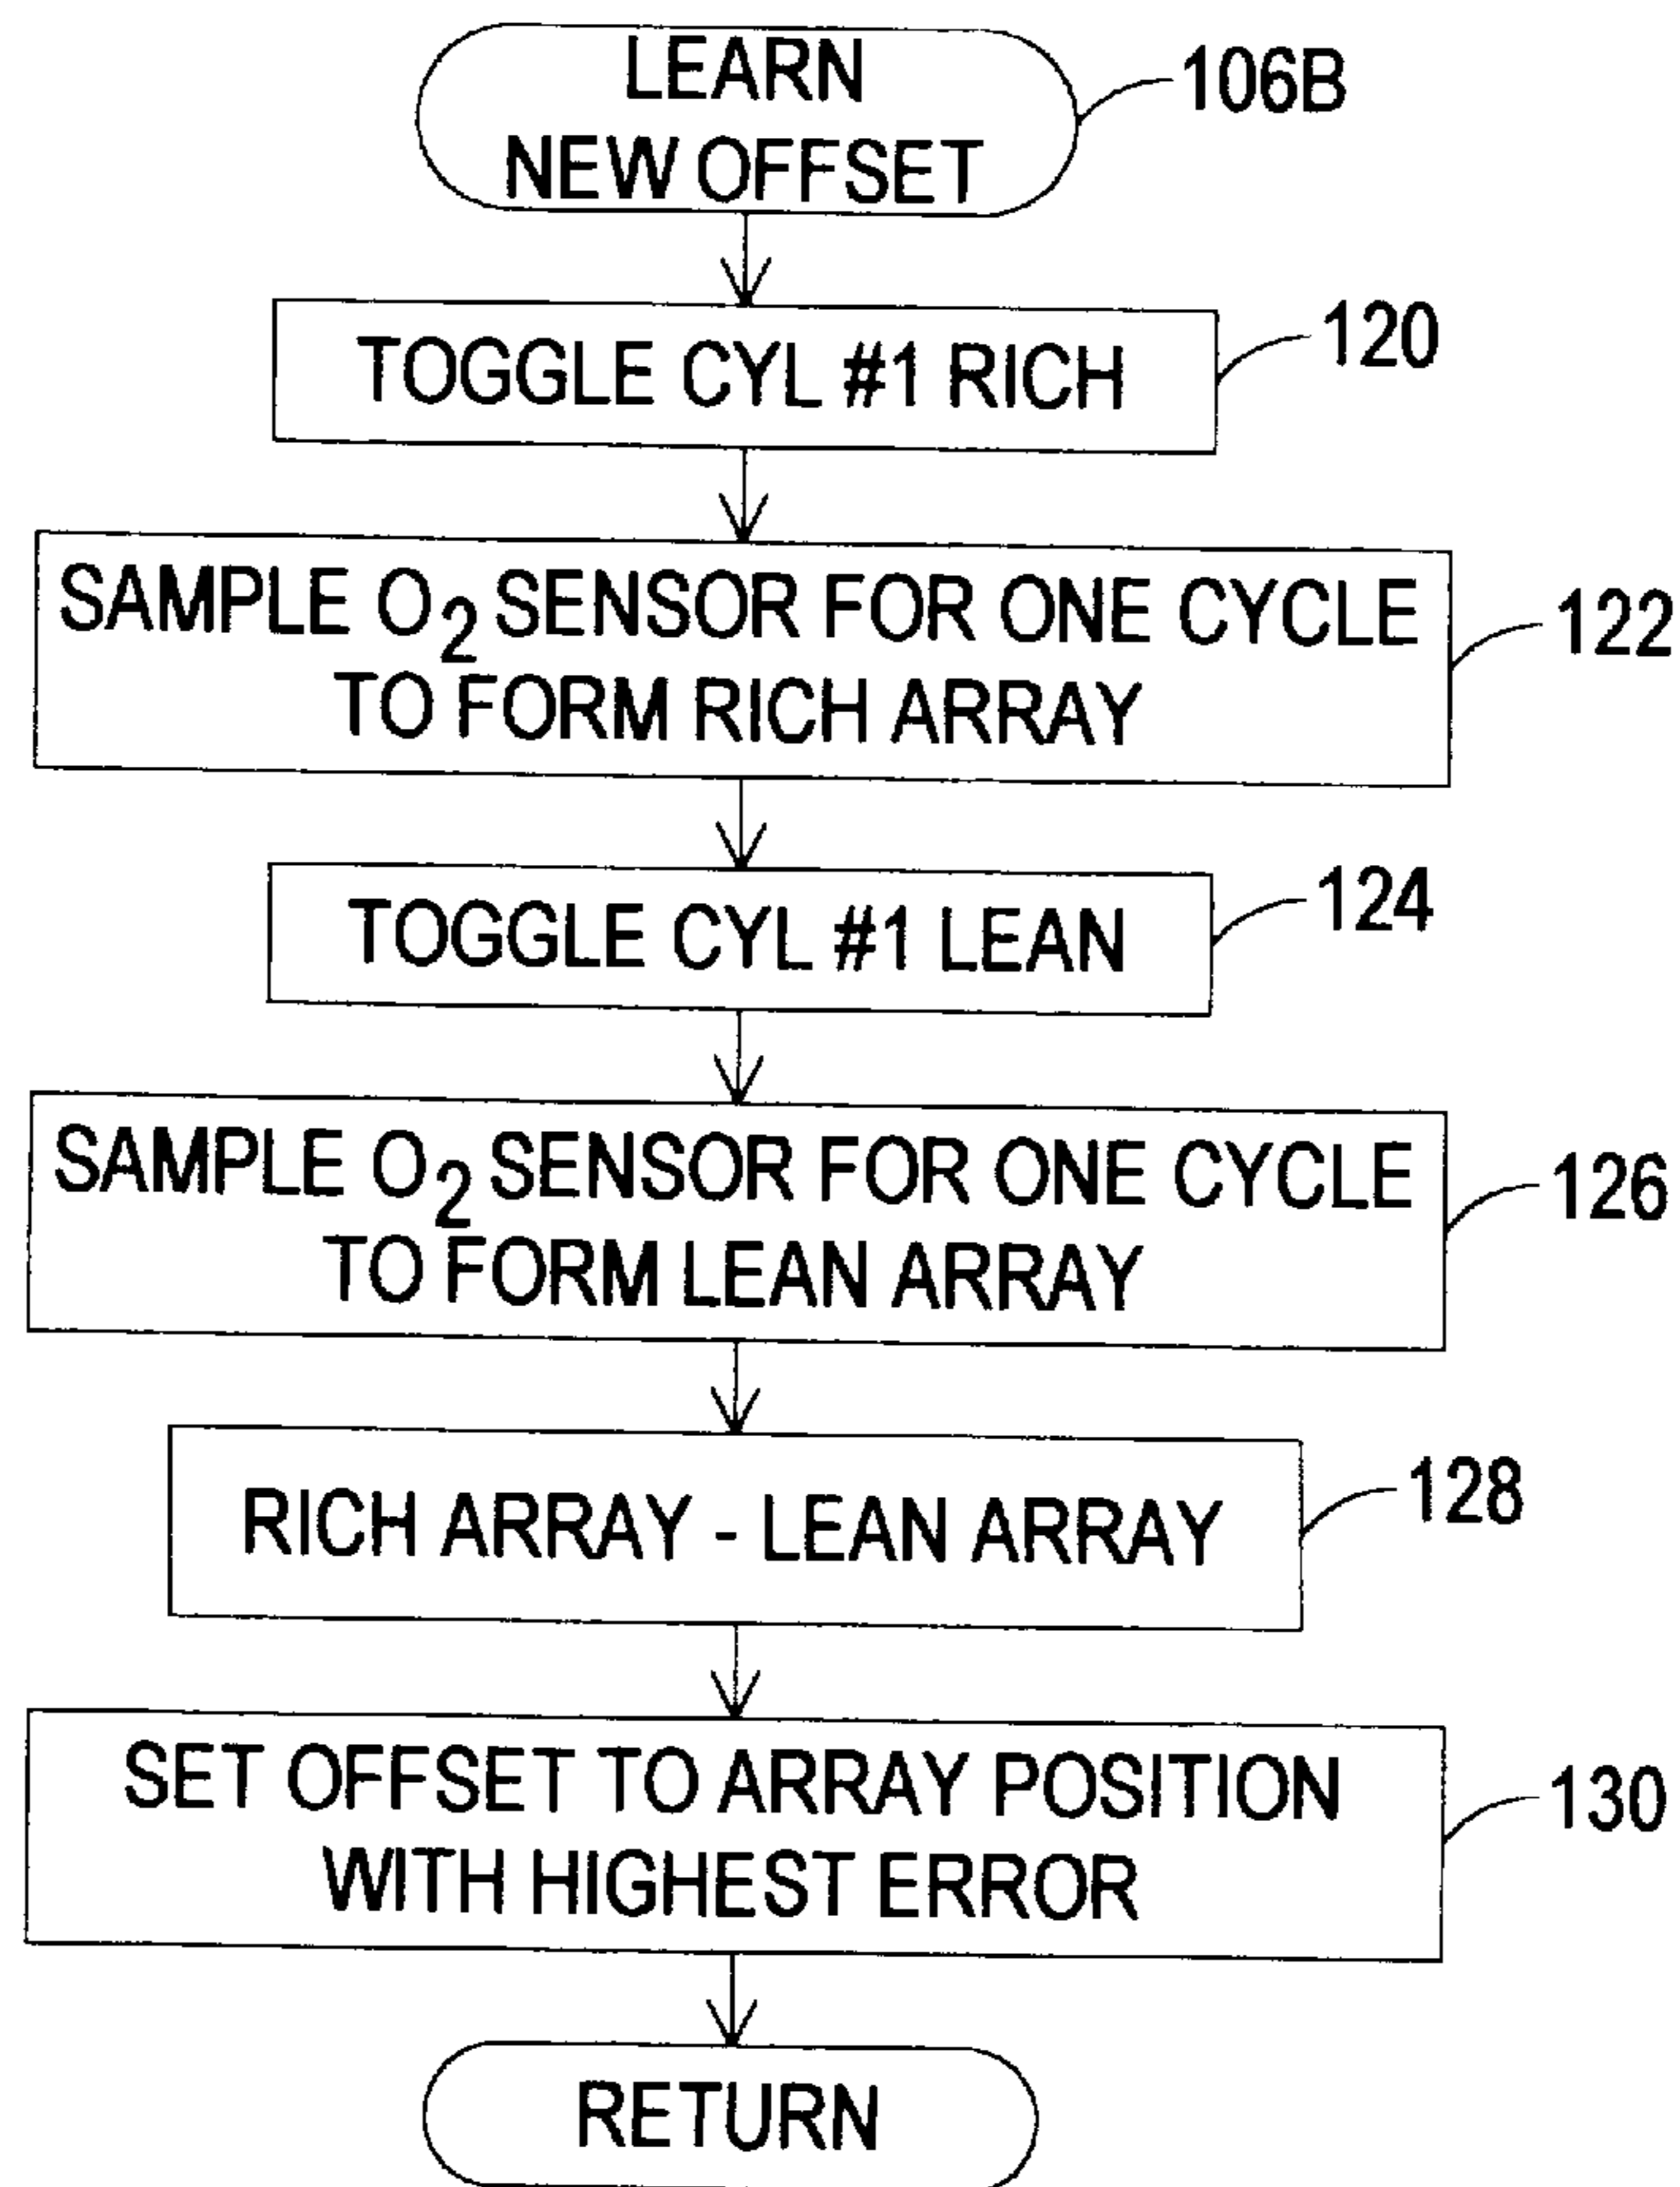 LEARN
NEW OFFSET
106B
TOGGLE CYL #1 RICH
120
SAMPLE O2 SENSOR FOR ONE CYCLE
TO FORM RICH ARRAY
122
TOGGLE CYL #1 LEAN
124
SAMPLE O2 SENSOR FOR ONE CYCLE
TO FORM LEAN ARRAY
126
RICH ARRAY - LEAN ARRAY
128
SET OFFSET TO ARRAY POSITION
WITH HIGHEST ERROR
130
RETURN